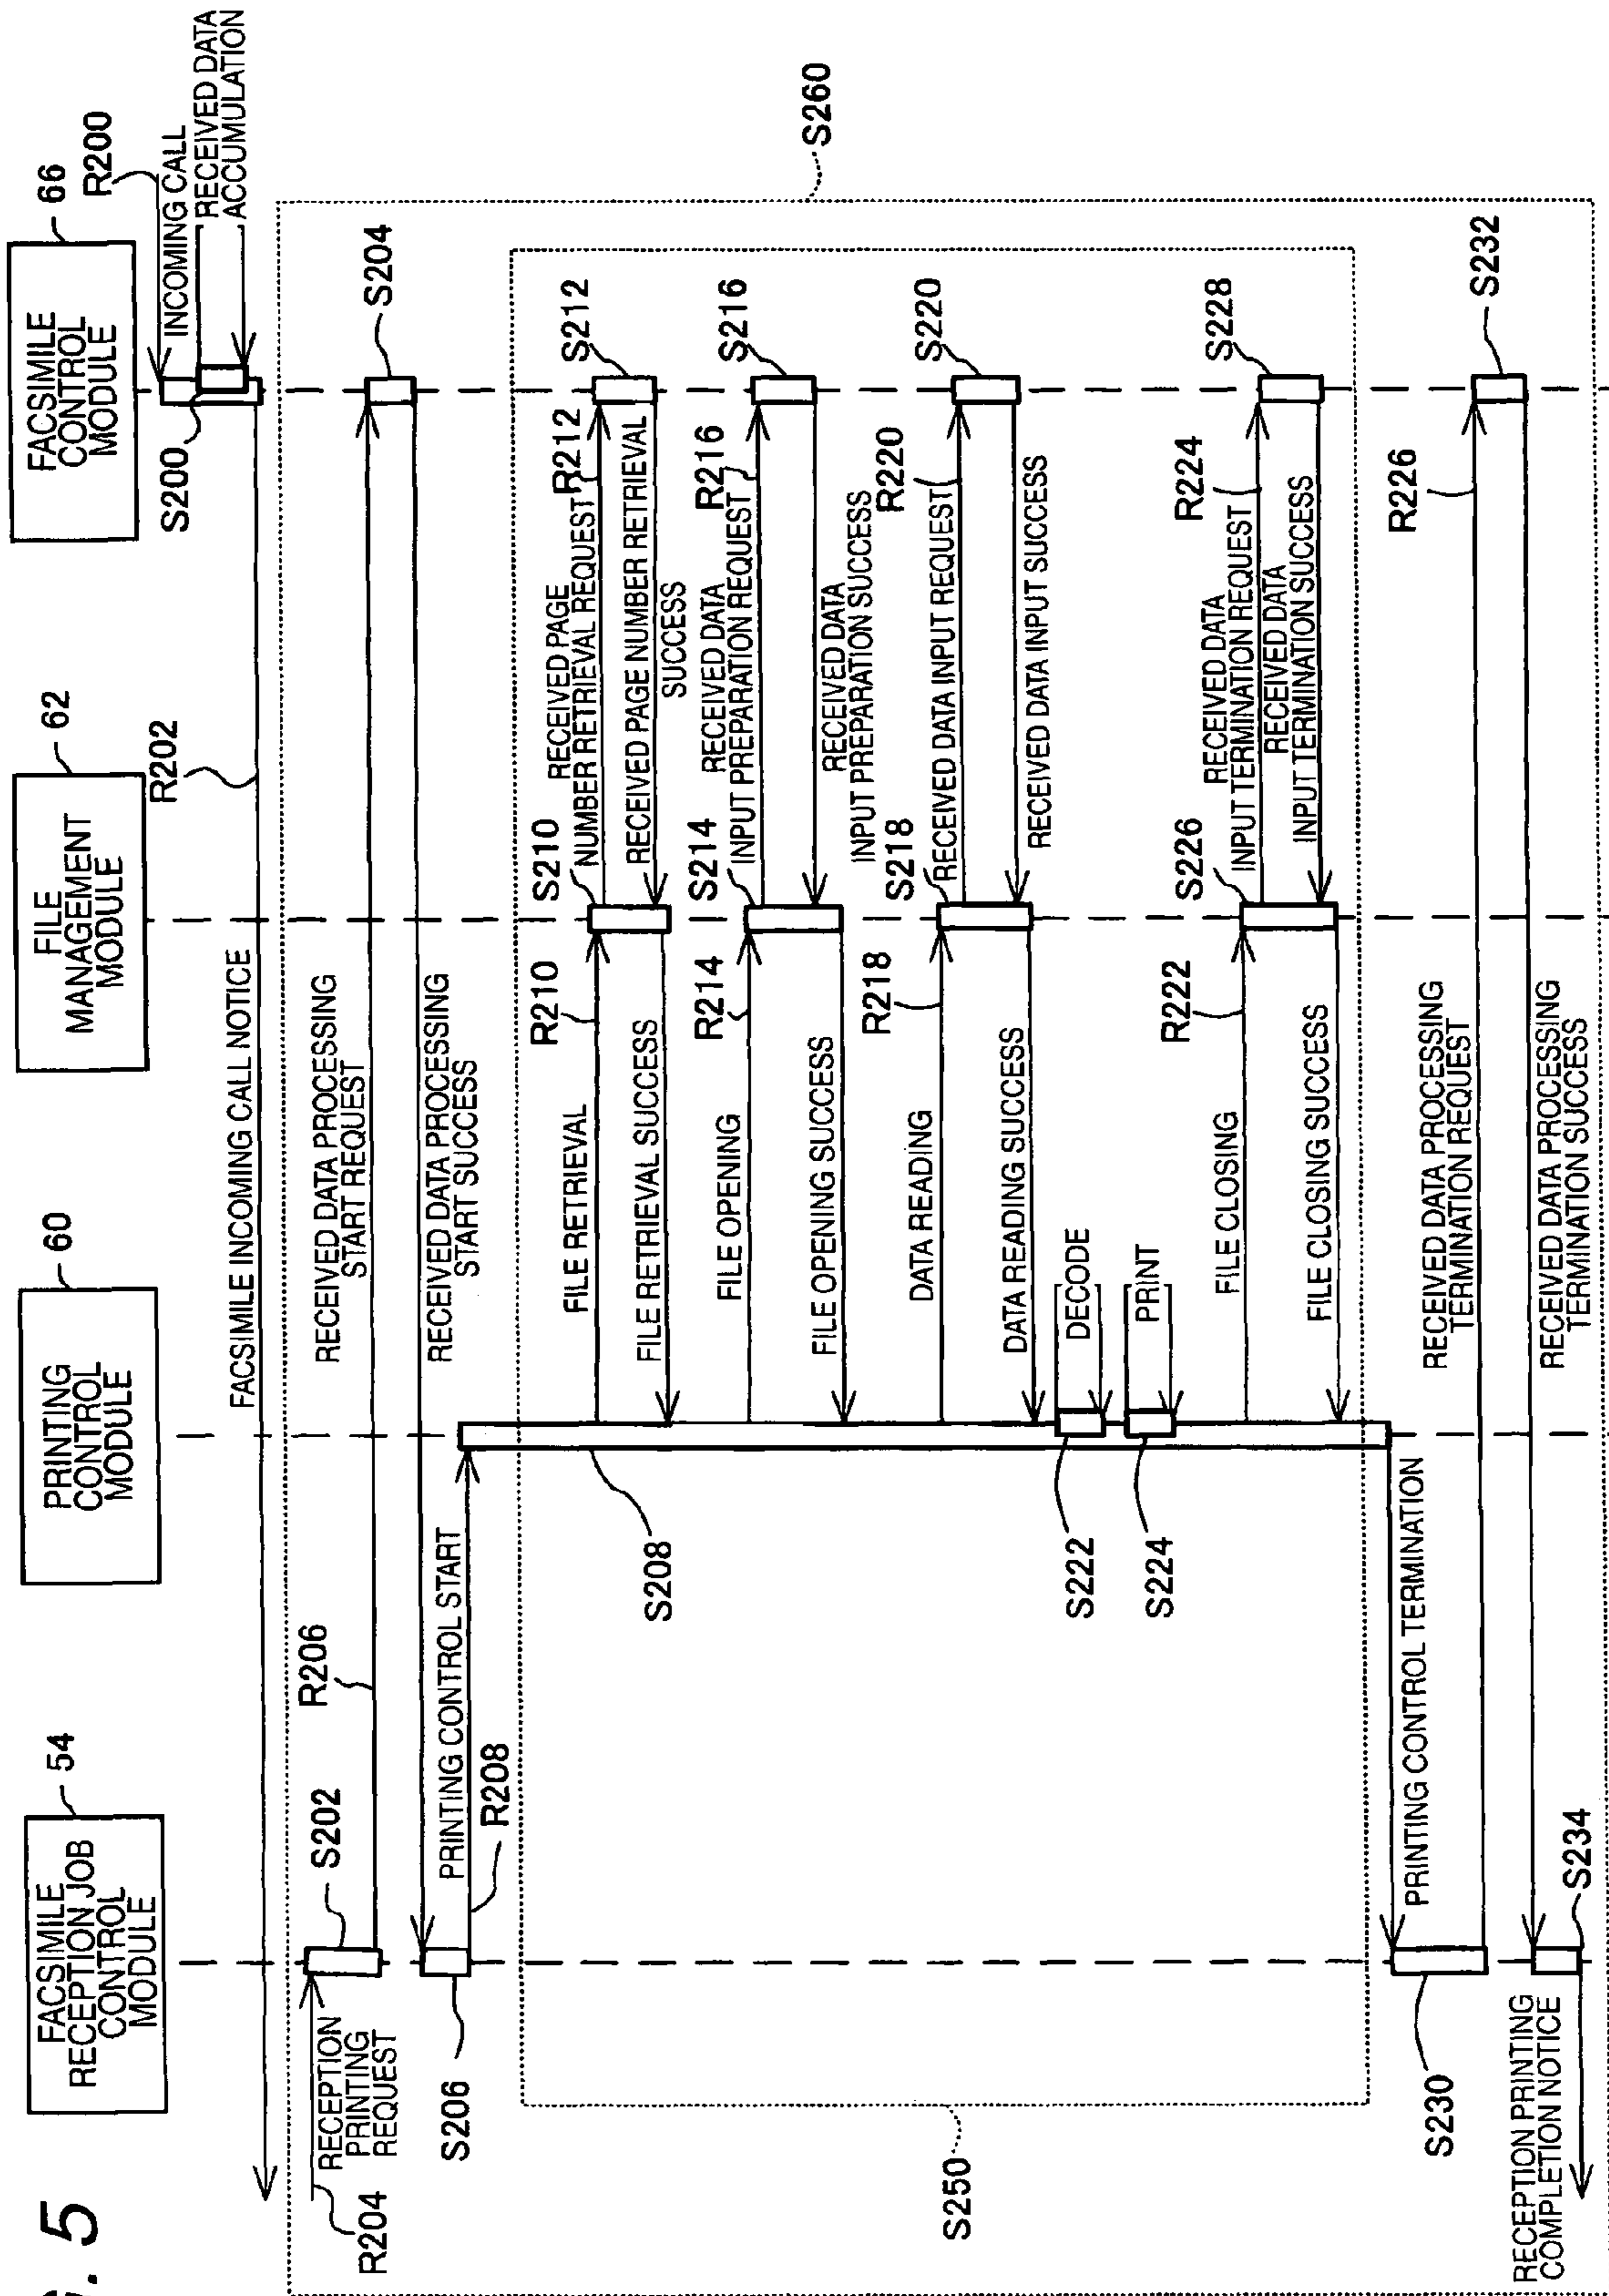 G. 5
FACSIMILE
RECEPTION JOB
CONTROL
MODULE
54
PRINTING
CONTROL
MODULE
60
FILE
MANAGEMENT
MODULE
62
FACSIMILE
CONTROL
MODULE
66
R200
INCOMING CALL
RECEIVED DATA
ACCUMULATION
S200
R202
FACSIMILE INCOMING CALL NOTICE
R204
RECEPTION
PRINTING
REQUEST
S202
R206
RECEIVED DATA PROCESSING
START REQUEST
S204
RECEIVED DATA PROCESSING
START SUCCESS
S206
PRINTING CONTROL START
R208
S208
S260
FILE RETRIEVAL
R210
S210
RECEIVED PAGE
NUMBER RETRIEVAL REQUEST
R212
S212
RECEIVED PAGE NUMBER RETRIEVAL
SUCCESS
FILE RETRIEVAL SUCCESS
FILE OPENING
R214
S214
RECEIVED DATA
INPUT PREPARATION REQUEST
R216
S216
RECEIVED DATA
INPUT PREPARATION SUCCESS
FILE OPENING SUCCESS
DATA READING
R218
S218
RECEIVED DATA INPUT REQUEST
R220
S220
RECEIVED DATA INPUT SUCCESS
DATA READING SUCCESS
S222
DECODE
S224
PRINT
FILE CLOSING
R222
S226
RECEIVED DATA
INPUT TERMINATION REQUEST
R224
S228
RECEIVED DATA
INPUT TERMINATION SUCCESS
FILE CLOSING SUCCESS
S250
PRINTING CONTROL TERMINATION
S230
RECEIVED DATA PROCESSING
TERMINATION REQUEST
R226
S232
RECEIVED DATA PROCESSING
TERMINATION SUCCESS
S234
RECEPTION PRINTING
COMPLETION NOTICE